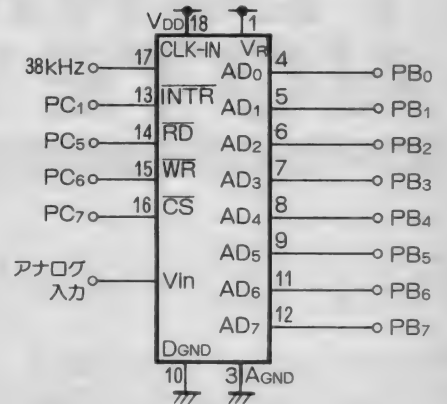 VDD 18 1
CLK-IN VR
38kHz 17 4 AD0 PB0
PC1 13 INTR AD1 5 PB1
PC5 14 RD AD2 6 PB2
PC6 15 WR AD3 7 PB3
PC7 16 CS AD4 8 PB4
AD5 9 PB5
アナログ
入力 Vin AD6 11 PB6
AD7 12 PB7
DGND
10 3 AGND